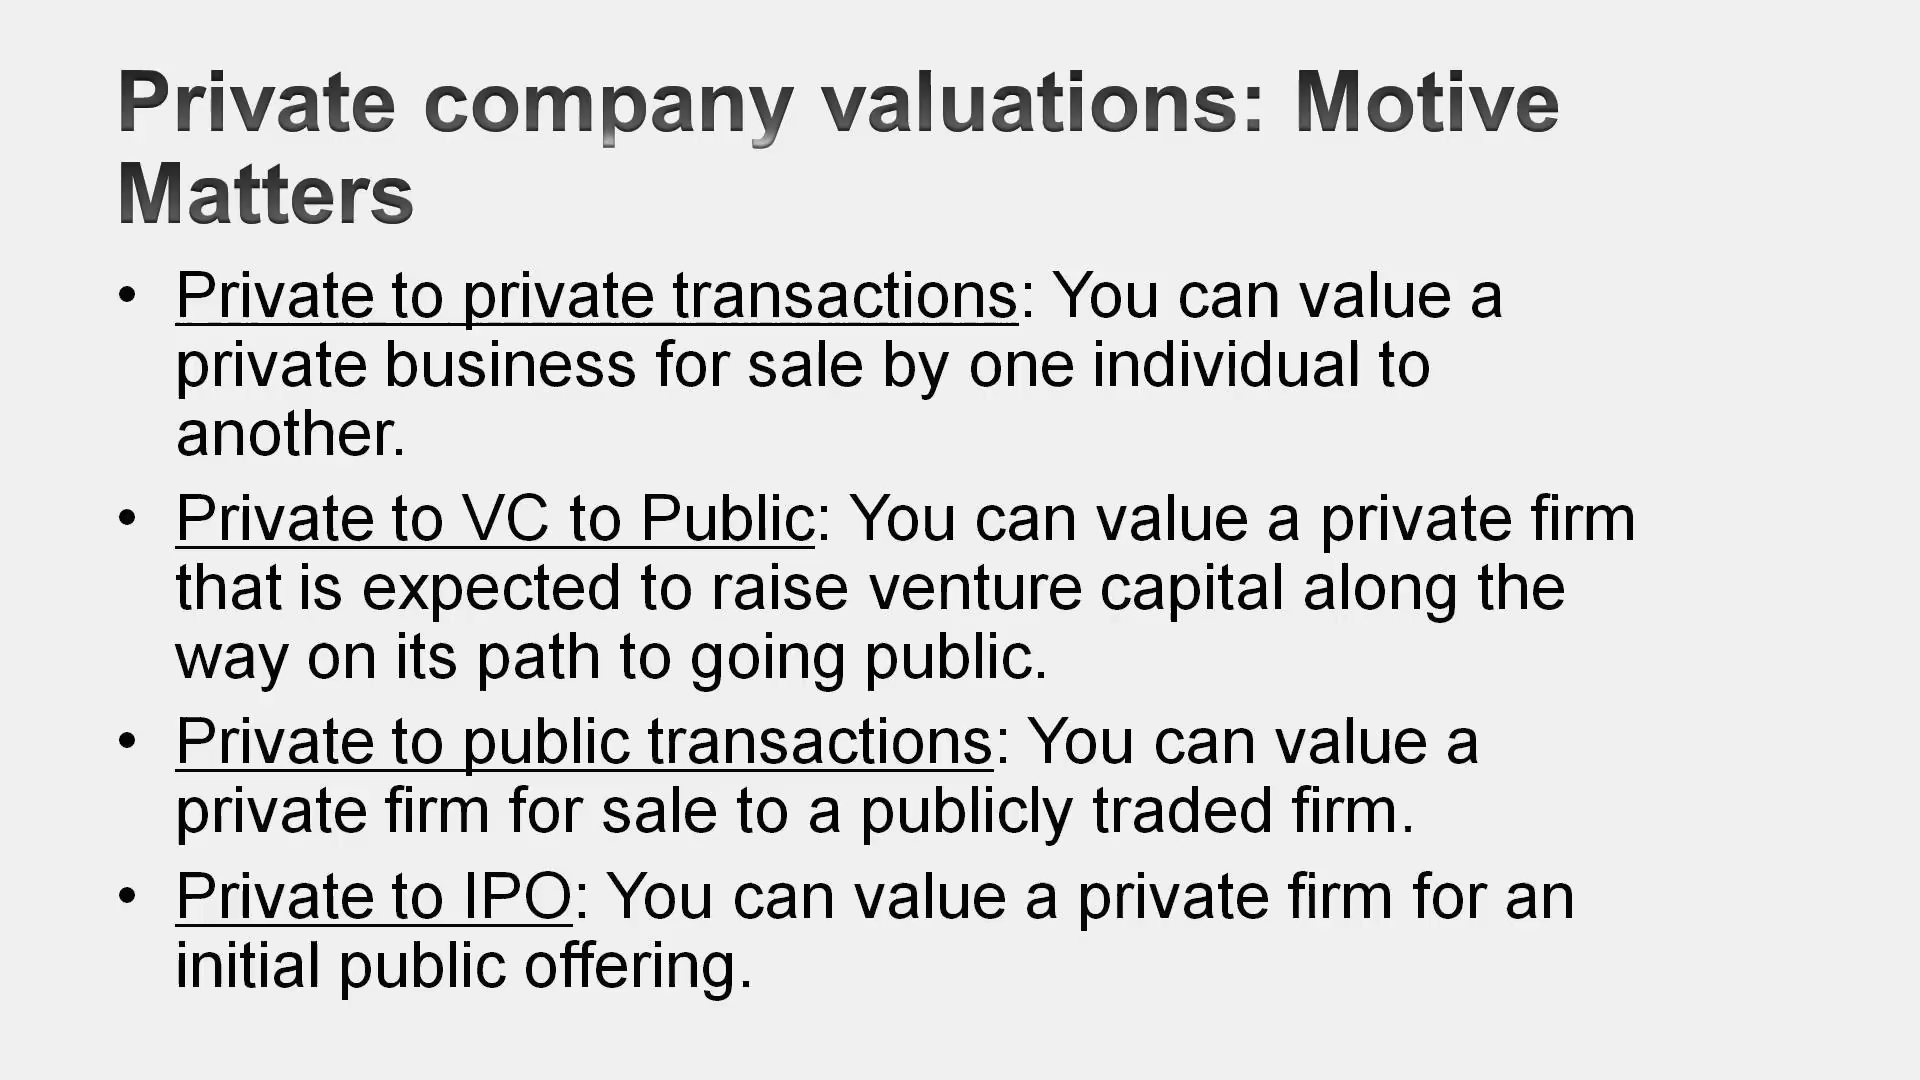 Private company valuations: Motive
Matters
• Private to private transactions: You can value a
private business for sale by one individual to
another.
• Private to VC to Public: You can value a private firm
that is expected to raise venture capital along the
way on its path to going public.
• Private to public transactions: You can value a
private firm for sale to a publicly traded firm.
• Private to IPO: You can value a private firm for an
initial public offering.